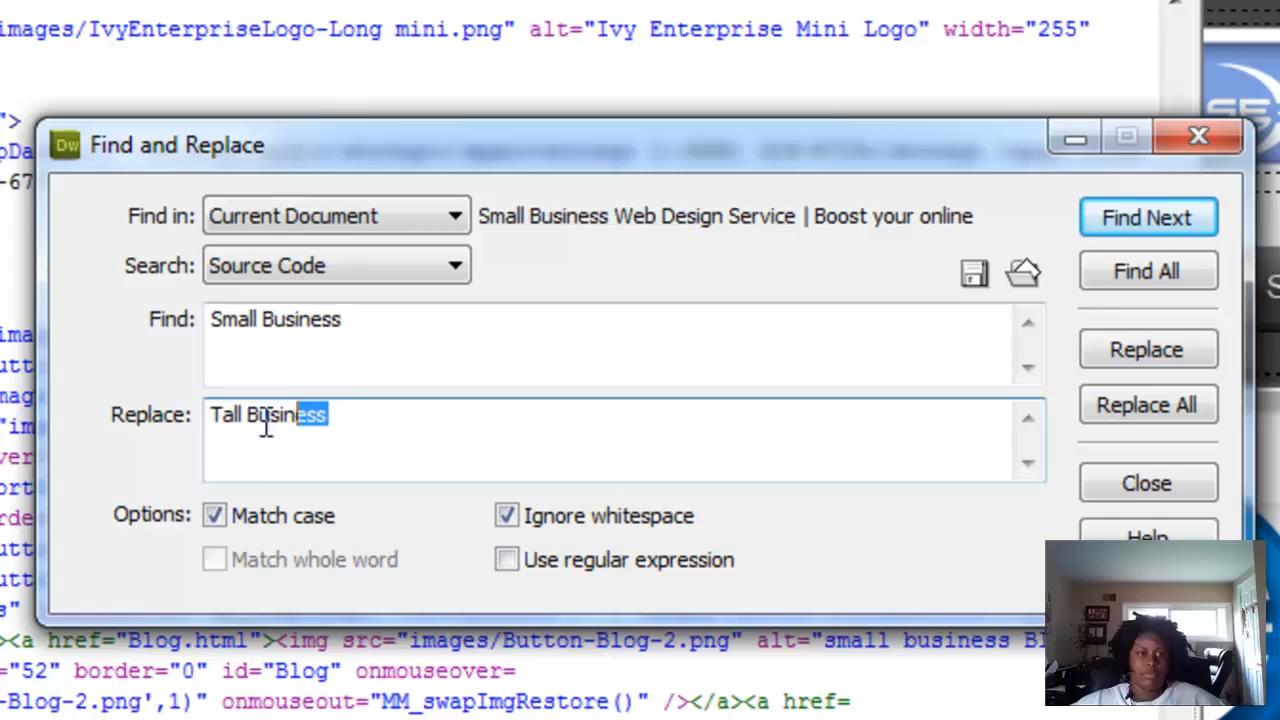 images/IvyEnterpriseLogo-Long mini.png" alt="Ivy Enterprise Mini Logo" width="255"
">
Dw Find and Replace
-67
Find in: Current Document Small Business Web Design Service | Boost your online Find Next
Search: Source Code Find All
Find: Small Business
Replace
Replace: Tall Business Replace All
Close
Options: Match case Ignore whitespace
Help
Match whole word Use regular expression
><a href="Blog.html"><img src="images/Button-Blog-2.png" alt="small business Bl
="52" border="0" id="Blog" onmouseover=
-Blog-2.png',1)" onmouseout="MM_swapImgRestore()" /></a><a href=